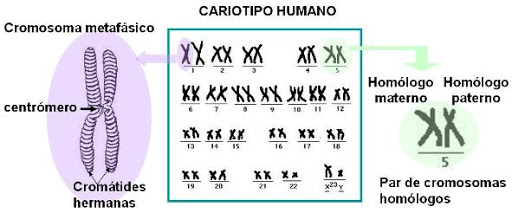 CARIOTIPO HUMANO
Cromosoma metafásico
centrómero
Cromátides
hermanas
1 2 3 4 5
6 7 8 9 10 11 12
13 14 15 16 17 18
19 20 21 22 X 23 Y
Homólogo materno
Homólogo paterno
5
Par de cromosomas
homólogos